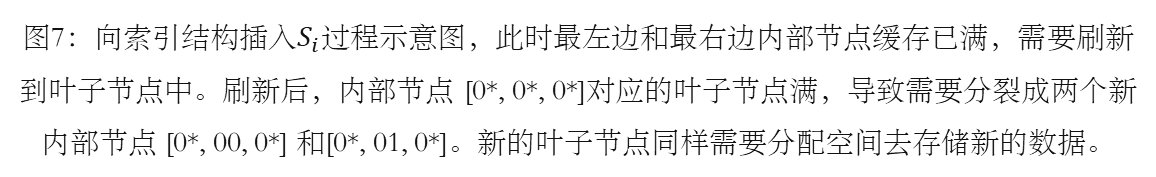 图7：向索引结构插入Sᵢ过程示意图，此时最左边和最右边内部节点缓存已满，需要刷新
到叶子节点中。刷新后，内部节点 [0*, 0*, 0*]对应的叶子节点满，导致需要分裂成两个新
内部节点 [0*, 00, 0*] 和[0*, 01, 0*]。新的叶子节点同样需要分配空间去存储新的数据。